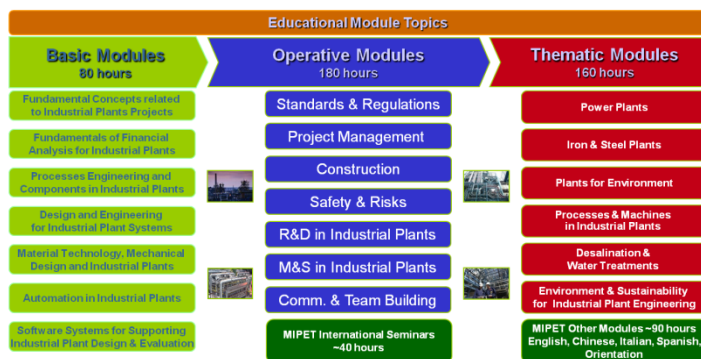 Educational Module Topics
Basic Modules
80 hours
Operative Modules
180 hours
Thematic Modules
160 hours
Fundamental Concepts related
to Industrial Plants Projects
Fundamentals of Financial
Analysis for Industrial Plants
Processes Engineering and
Components in Industrial Plants
Design and Engineering
for Industrial Plant Systems
Material Technology, Mechanical
Design and Industrial Plants
Automation in Industrial Plants
Software Systems for Supporting
Industrial Plant Design & Evaluation
Standards & Regulations
Project Management
Construction
Safety & Risks
R&D in Industrial Plants
M&S in Industrial Plants
Comm. & Team Building
MIPET International Seminars
~40 hours
Power Plants
Iron & Steel Plants
Plants for Environment
Processes & Machines
in Industrial Plants
Desalination &
Water Treatments
Environment & Sustainability
for Industrial Plant Engineering
MIPET Other Modules ~90 hours
English, Chinese, Italian, Spanish,
Orientation